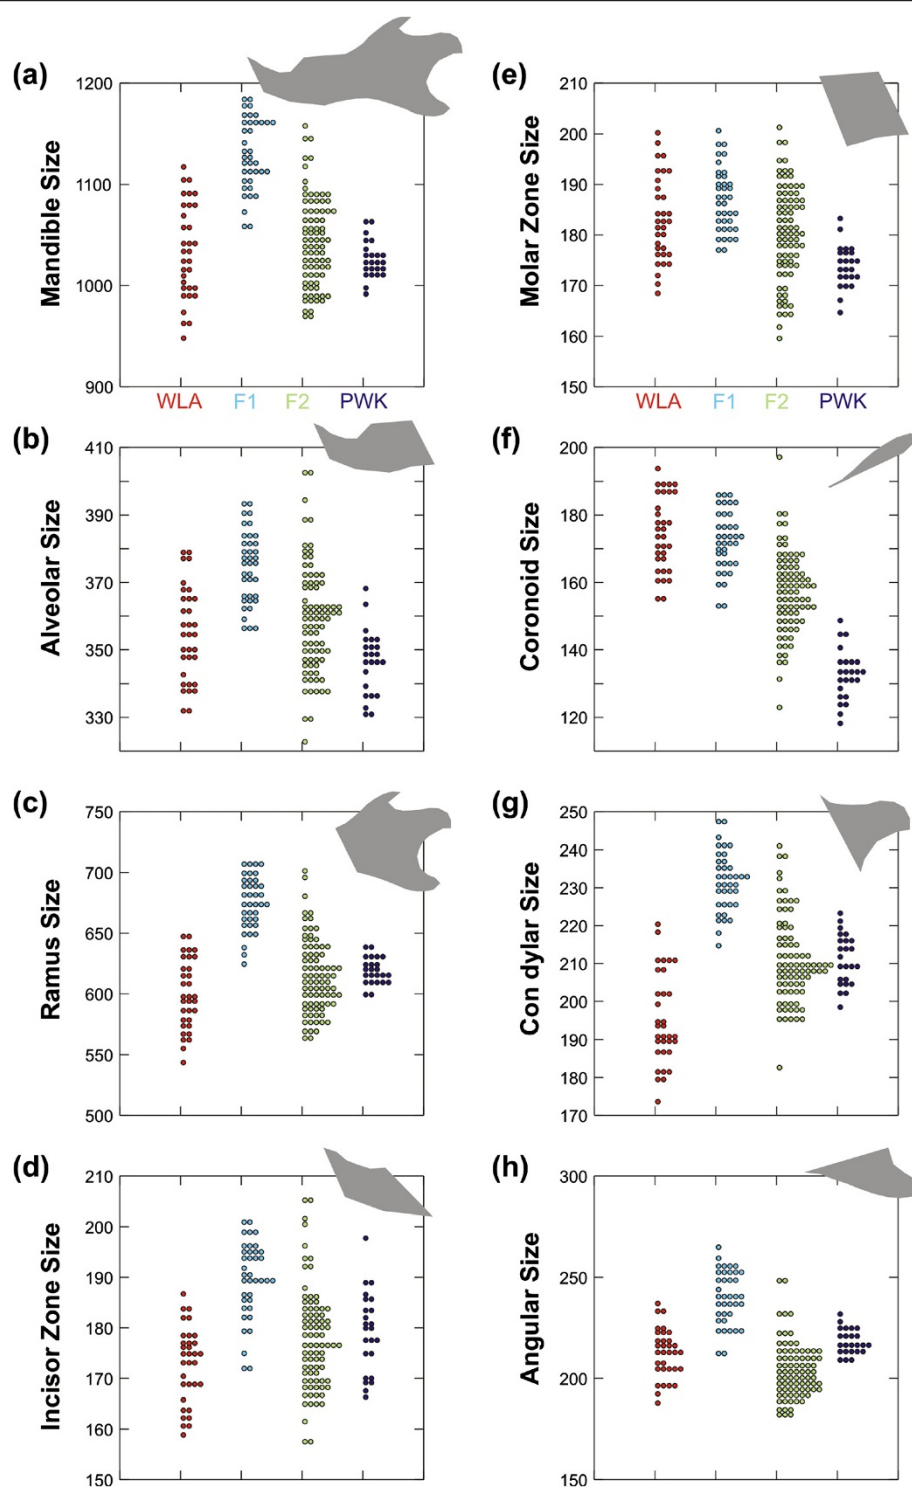 (a)
Mandible Size
1200
1100
1000
900
WLA F1 F2 PWK
(b)
Alveolar Size
410
390
370
350
330
(c)
Ramus Size
750
700
650
600
550
500
(d)
Incisor Zone Size
210
200
190
180
170
160
150
(e)
Molar Zone Size
210
200
190
180
170
160
150
WLA F1 F2 PWK
(f)
Coronoid Size
200
180
160
140
120
(g)
Con dylar Size
250
240
230
220
210
200
190
180
170
(h)
Angular Size
300
250
200
150